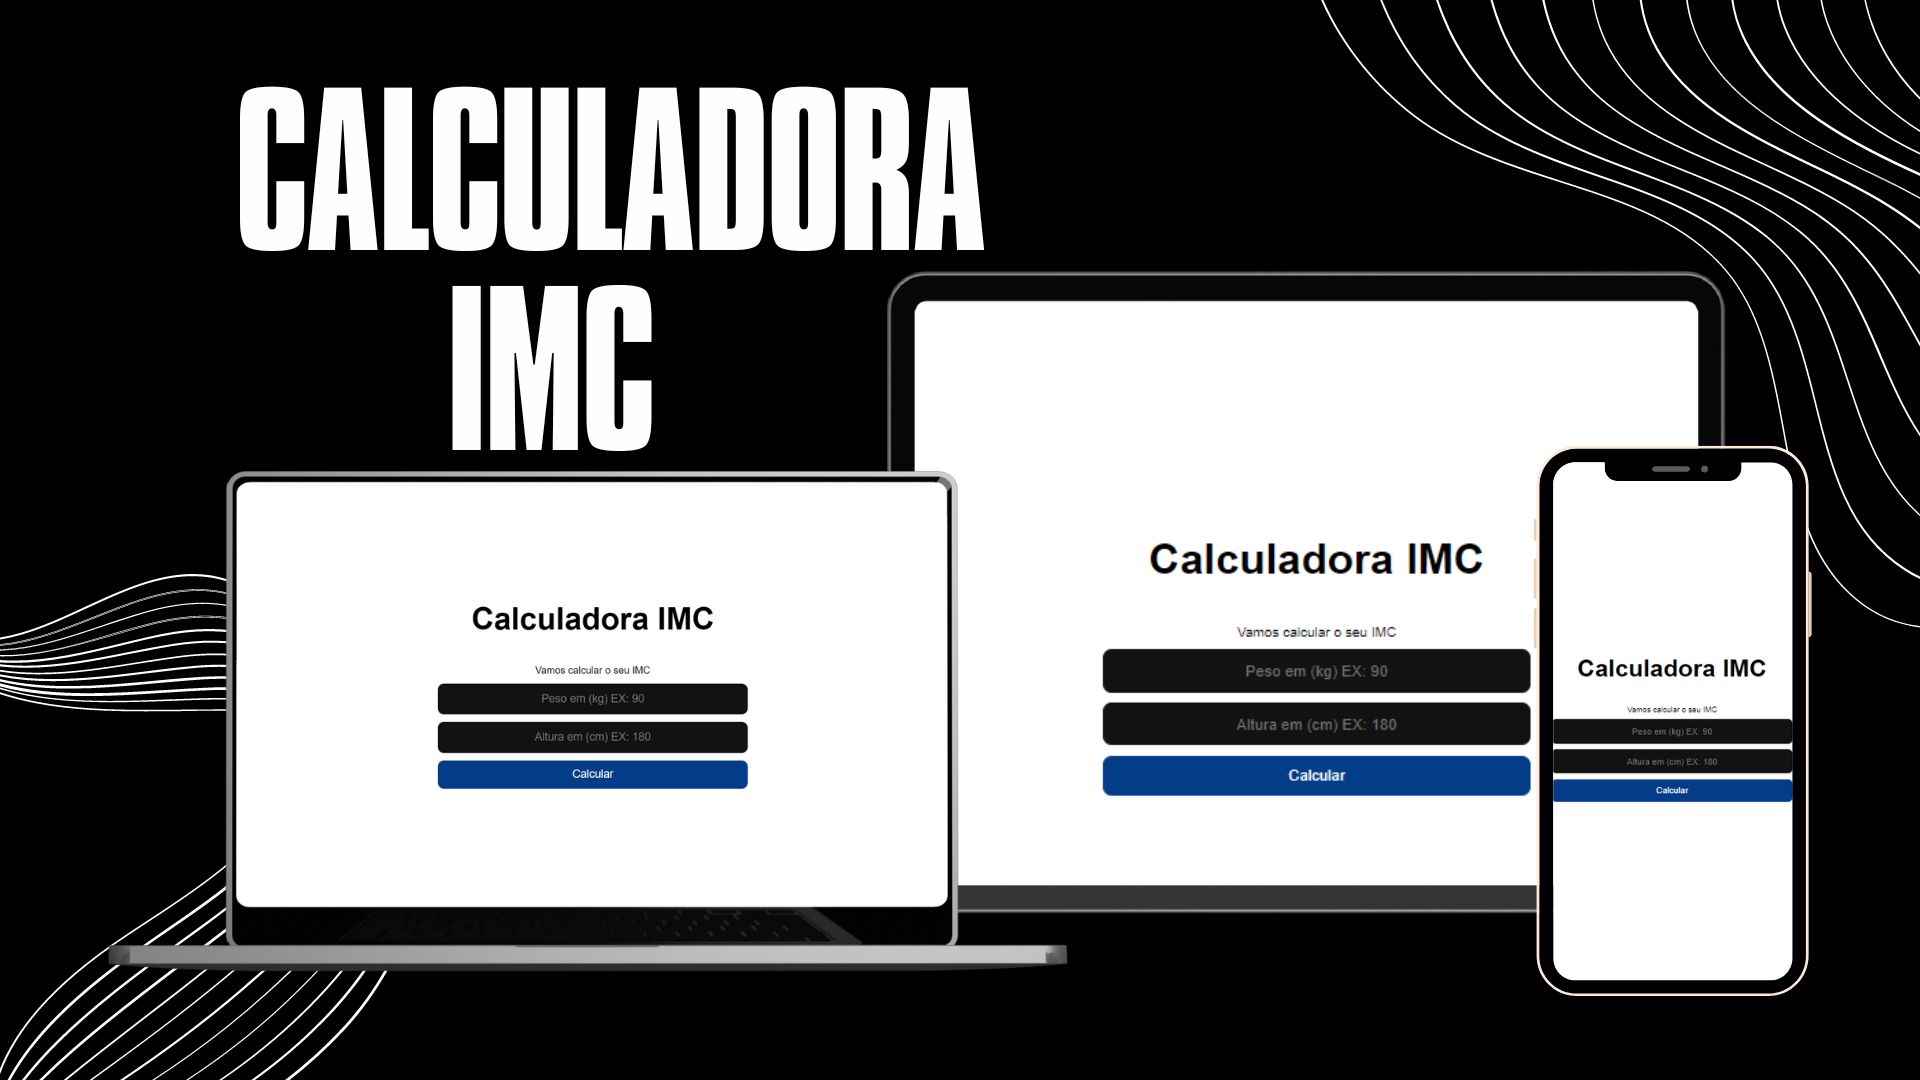 CALCULADORA
IMC
Calculadora IMC
Vamos calcular o seu IMC
Peso em (kg) EX: 90
Altura em (cm) EX: 180
Calcular
Calculadora IMC
Vamos calcular o seu IMC
Peso em (kg) EX: 90
Altura em (cm) EX: 180
Calcular
Calculadora IMC
Vamos calcular o seu IMC
Peso em (kg) EX: 90
Altura em (cm) EX: 180
Calcular